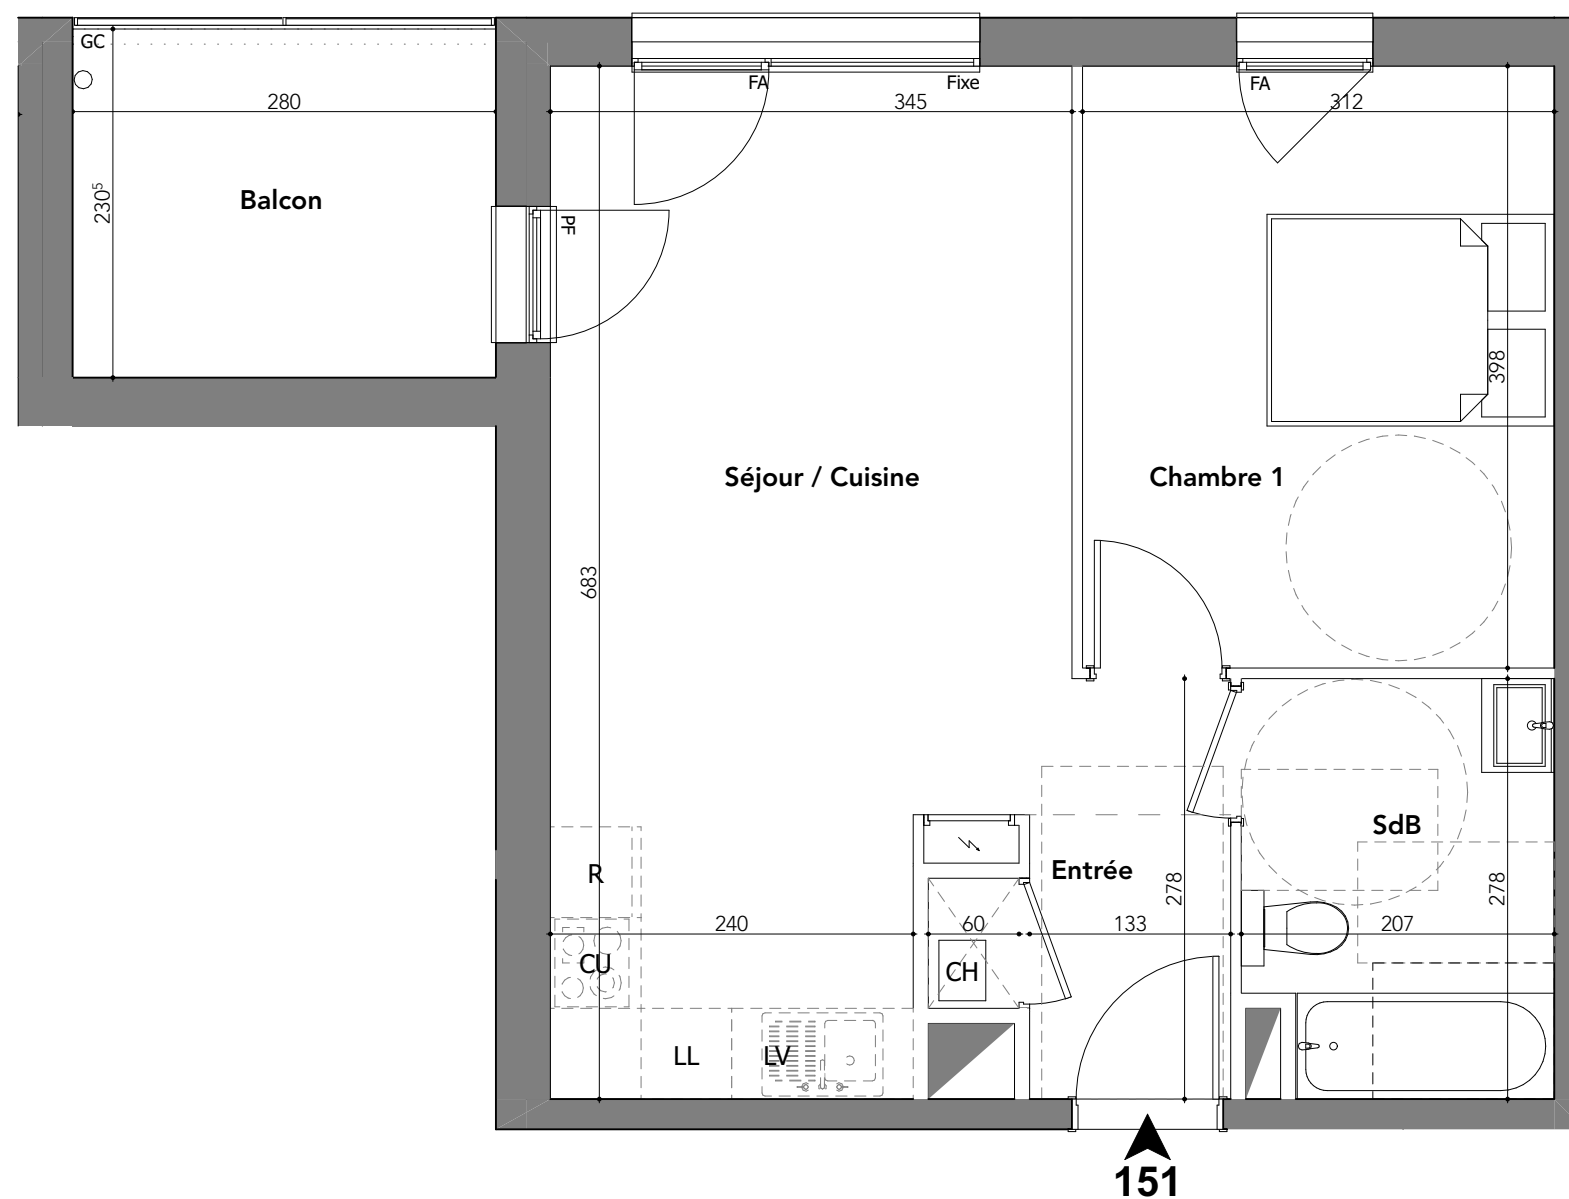 GC
FA
Fixe
FA
280
345
312
230⁵
Balcon
PF
398
Séjour / Cuisine
Chambre 1
683
SdB
R
Entrée
278
278
240
60
133
207
CU
CH
LL
LV
151